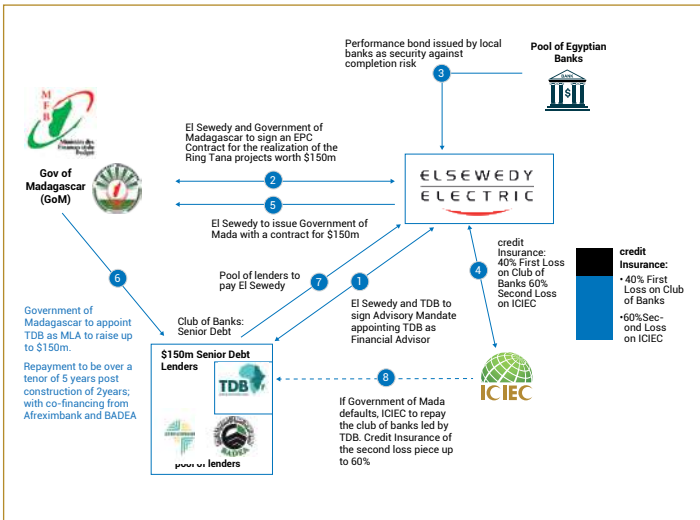 Performance bond issued by local
banks as security against
completion risk
Pool of Egyptian
Banks
3
BANK
$
M
F
B
Ministère des
Finances et du
Budget
El Sewedy and Government of
Madagascar to sign an EPC
Contract for the realization of the
Ring Tana projects worth $150m
Gov of
Madagascar
(GoM)
2
5
ELSEWEDY
ELECTRIC
El Sewedy to issue Government of
Mada with a contract for $150m
6
Pool of lenders to
pay El Sewedy
7
1
4
credit
Insurance:
40% First Loss
on Club of
Banks 60%
Second Loss
on ICIEC
credit
Insurance:
• 40% First
Loss on Club
of Banks
•60%Sec-
ond Loss
on ICIEC
El Sewedy and TDB to
sign Advisory Mandate
appointing TDB as
Financial Advisor
Government of
Madagascar to appoint
TDB as MLA to raise up
to $150m.
Repayment to be over a
tenor of 5 years post
construction of 2years;
with co-financing from
Afreximbank and BADEA
Club of Banks:
Senior Debt
$150m Senior Debt
Lenders
TDB
BADEA
pool of lenders
8
ICIEC
If Government of Mada
defaults, ICIEC to repay
the club of banks led by
TDB. Credit Insurance of
the second loss piece up
to 60%